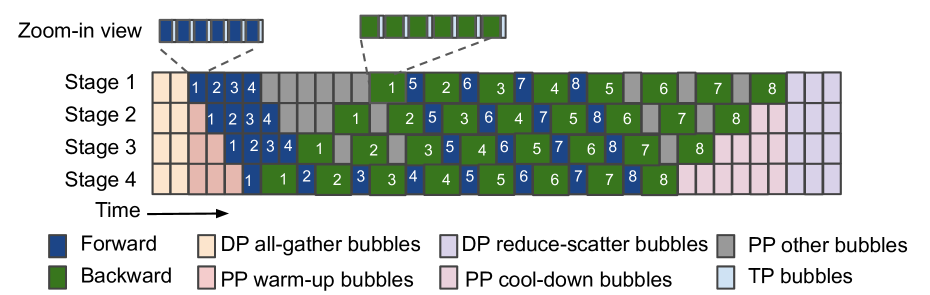 Zoom-in view
Stage 1 1 2 3 4 1 5 2 6 3 7 4 8 5 6 7 8
Stage 2 1 2 3 4 1 2 5 3 6 4 7 5 8 6 7 8
Stage 3 1 2 3 4 1 2 3 5 4 6 5 7 6 8 7 8
Stage 4 1 1 2 2 3 3 4 4 5 5 6 6 7 7 8 8
Time
Forward DP all-gather bubbles DP reduce-scatter bubbles PP other bubbles
Backward PP warm-up bubbles PP cool-down bubbles TP bubbles